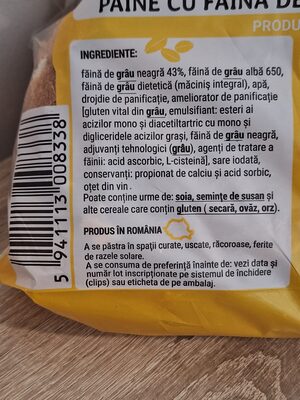 PAINE CU FAINA DE
PRODU
INGREDIENTE:
făină de grâu neagră 43%, făină de grâu albă 650,
făină de grâu dietetică (măciniș integral), apă,
drojdie de panificație, ameliorator de panificație
[gluten vital din grâu, emulsifiant: esteri ai
acizilor mono și diacetiltartric cu mono și
digliceridele acizilor grași, făină de grâu neagră,
adjuvanți tehnologici (grâu), agenți de tratare a
făinii: acid ascorbic, L-cisteină], sare iodată,
conservanți: propionat de calciu și acid sorbic,
oțet din vin .
Poate conține urme de: soia, semințe de susan și
alte cereale care conțin gluten ( secară, ovăz, orz).
PRODUS ÎN ROMÂNIA
A se păstra în spații curate, uscate, răcoroase, ferite
de razele solare.
A se consuma de preferință înainte de: vezi data și
număr lot inscripționate pe sistemul de închidere
(clips) sau eticheta de pe ambalaj.
5 941113 008338